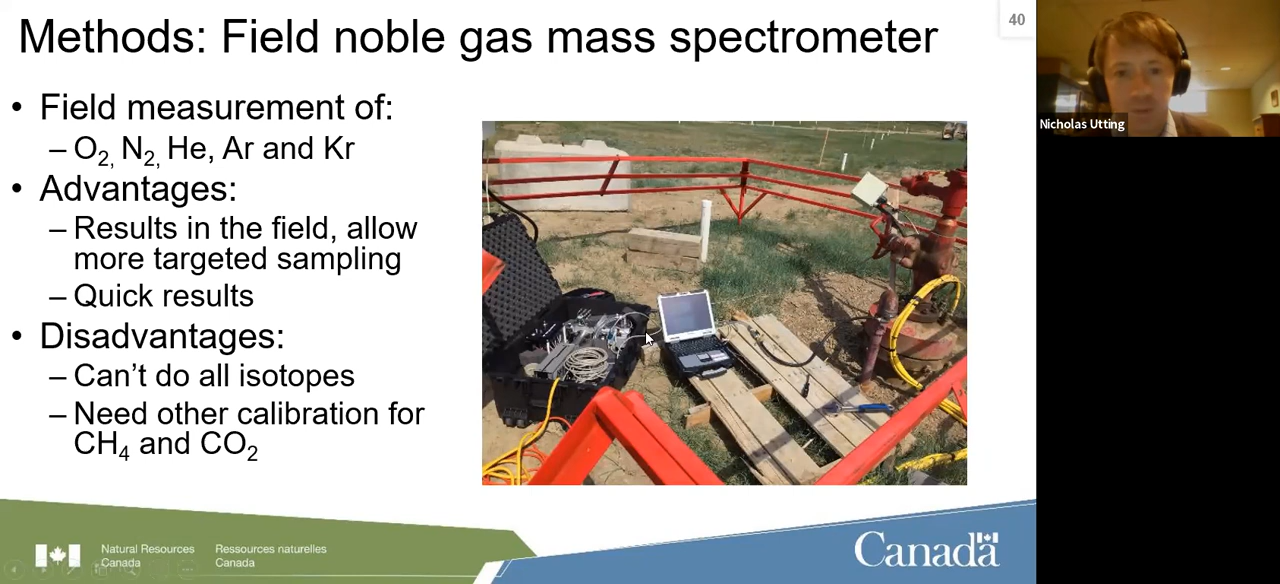 Methods: Field noble gas mass spectrometer
40
• Field measurement of:
– O₂, N₂, He, Ar and Kr
• Advantages:
– Results in the field, allow
more targeted sampling
– Quick results
• Disadvantages:
– Can't do all isotopes
– Need other calibration for
CH₄ and CO₂
Nicholas Utting
Natural Resources
Canada
Ressources naturelles
Canada
Canada